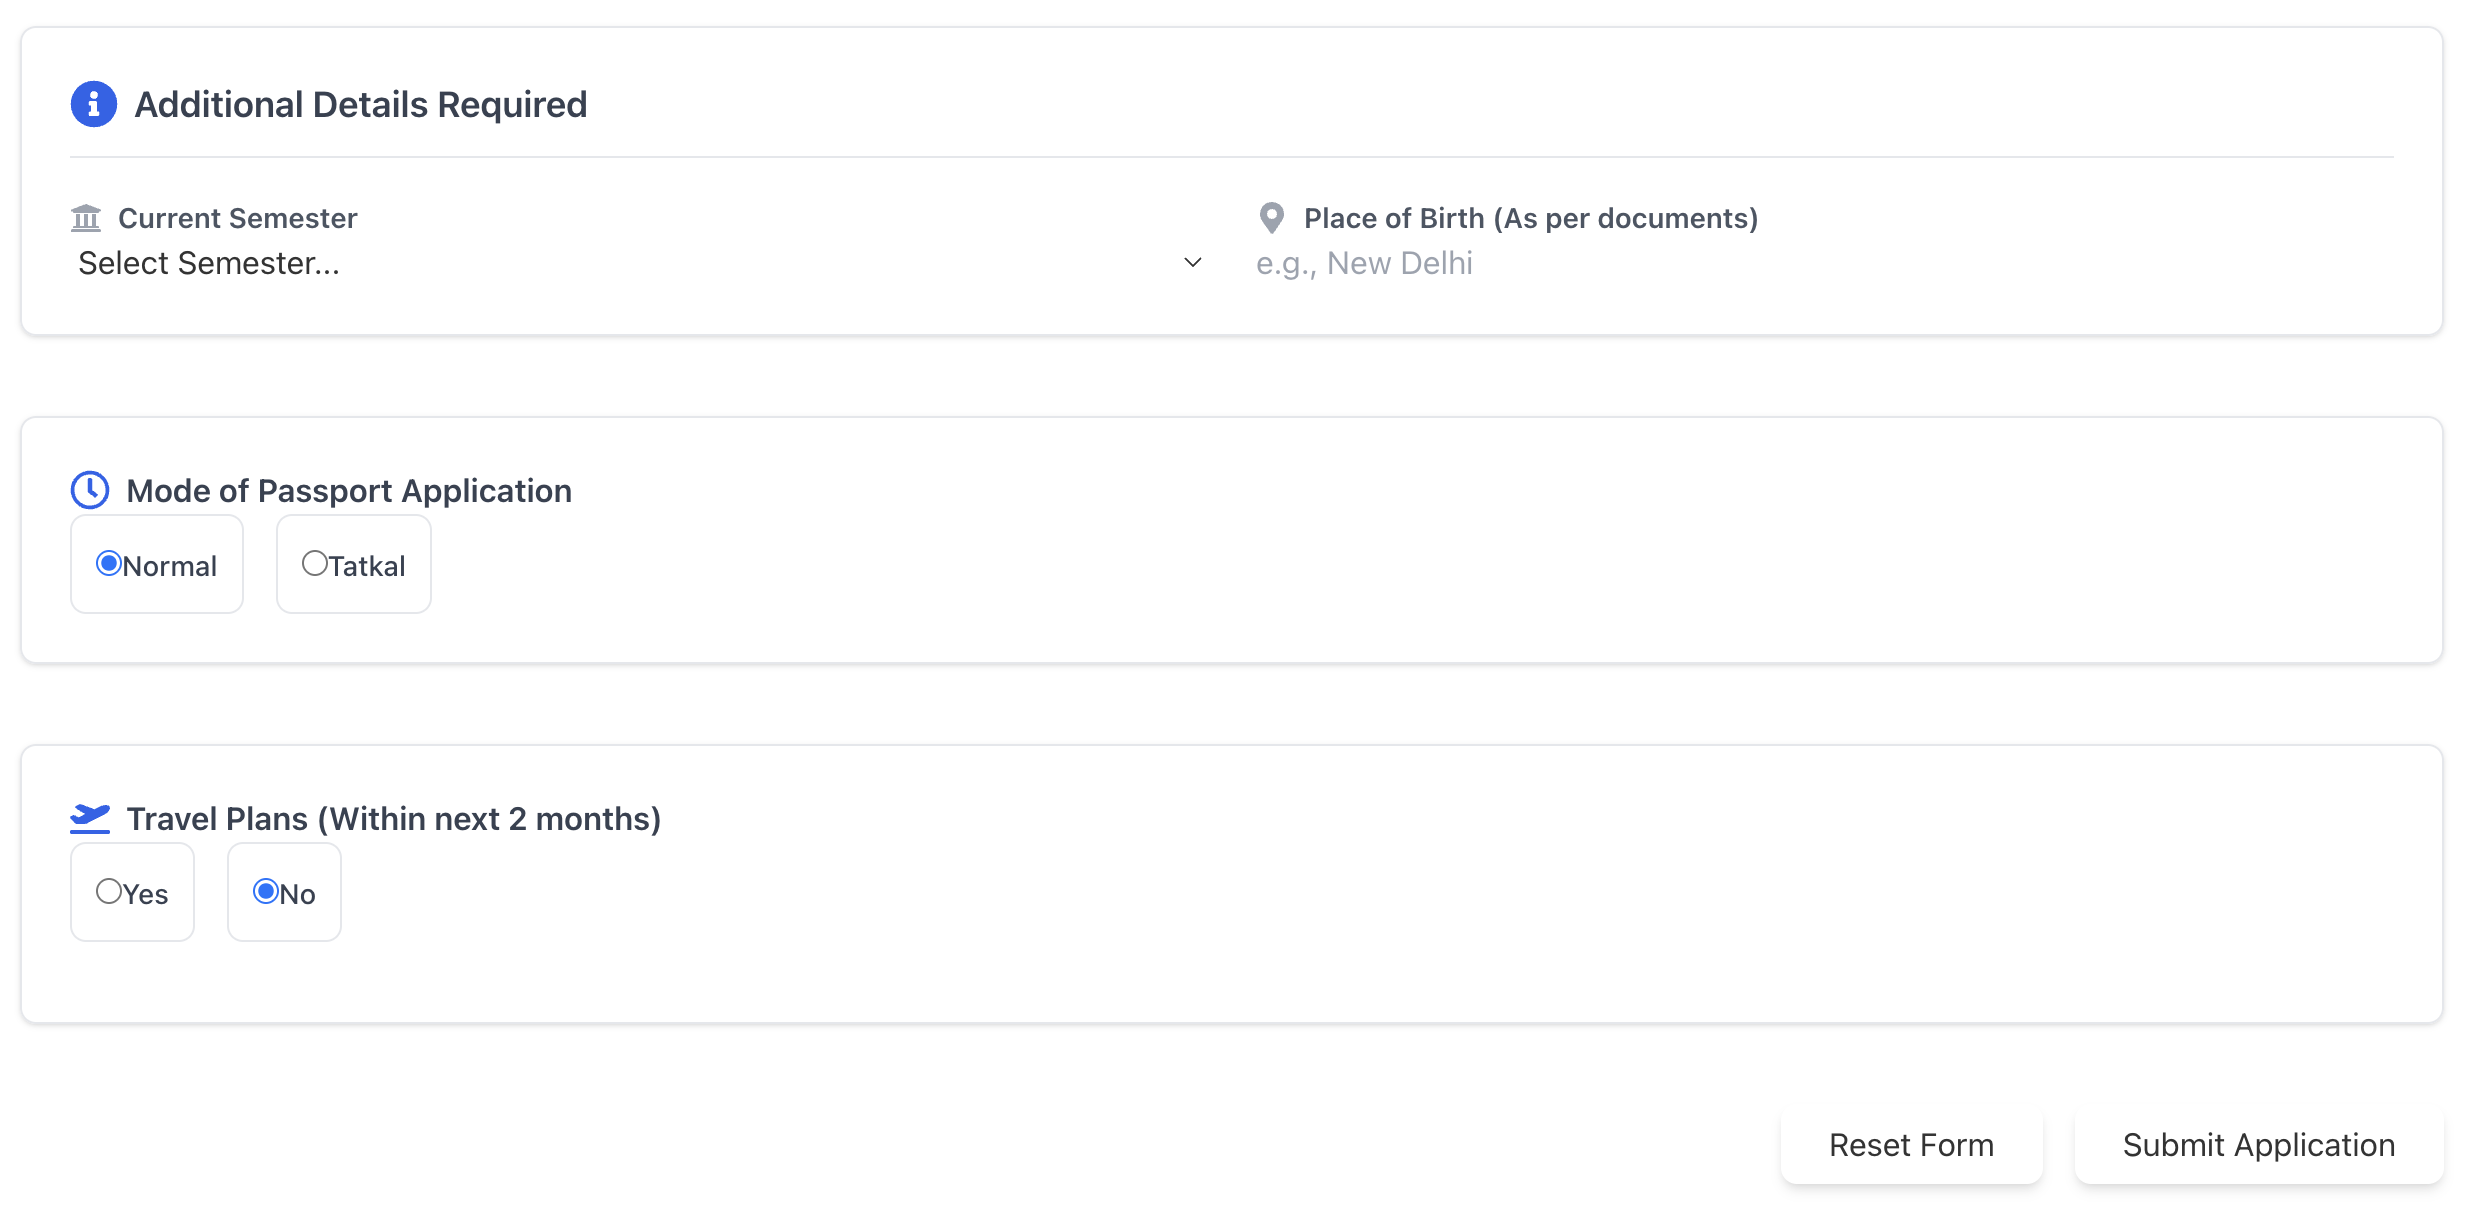 Additional Details Required
Current Semester
Select Semester...
Place of Birth (As per documents)
e.g., New Delhi
Mode of Passport Application
Normal
Tatkal
Travel Plans (Within next 2 months)
Yes
No
Reset Form
Submit Application